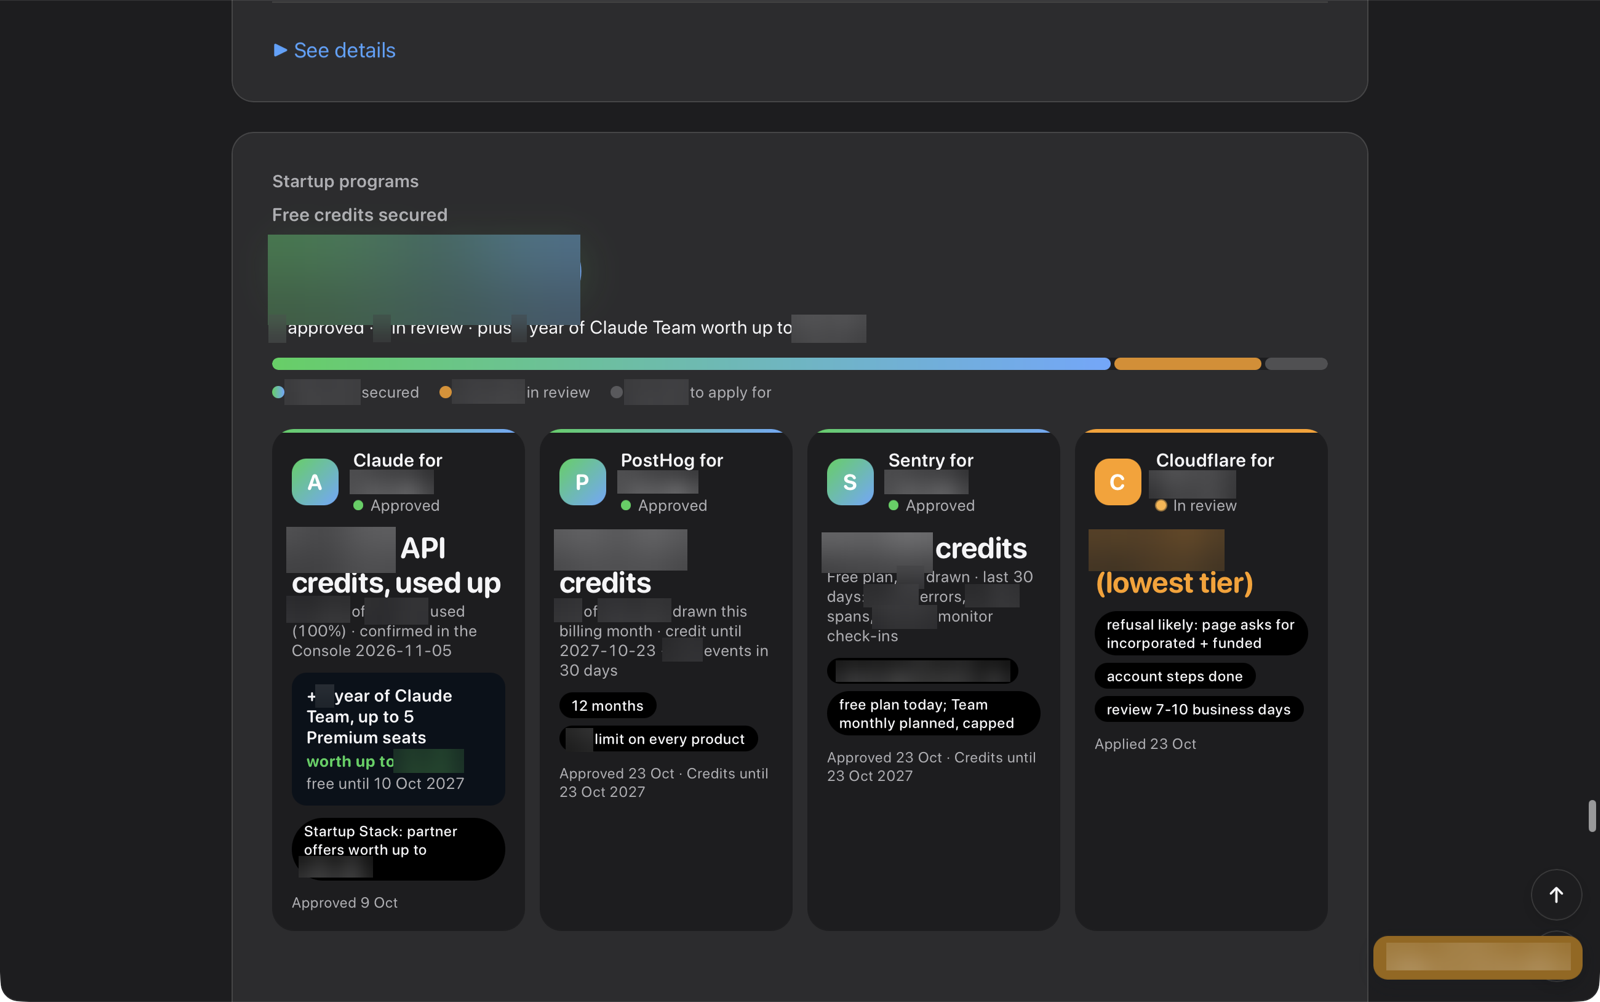 ▶ See details
Startup programs
Free credits secured
approved · in review · plus year of Claude Team worth up to
secured in review to apply for
A
Claude for
Approved
API
credits, used up
of used
(100%) · confirmed in the
Console 2026-11-05
+ year of Claude
Team, up to 5
Premium seats
worth up to
free until 10 Oct 2027
Startup Stack: partner
offers worth up to
Approved 9 Oct
P
PostHog for
Approved
credits
of drawn this
billing month · credit until
2027-10-23 events in
30 days
12 months
limit on every product
Approved 23 Oct · Credits until
23 Oct 2027
S
Sentry for
Approved
credits
Free plan, drawn · last 30
days: errors,
spans, monitor
check-ins
free plan today; Team
monthly planned, capped
Approved 23 Oct · Credits until
23 Oct 2027
C
Cloudflare for
In review
(lowest tier)
refusal likely: page asks for
incorporated + funded
account steps done
review 7-10 business days
Applied 23 Oct